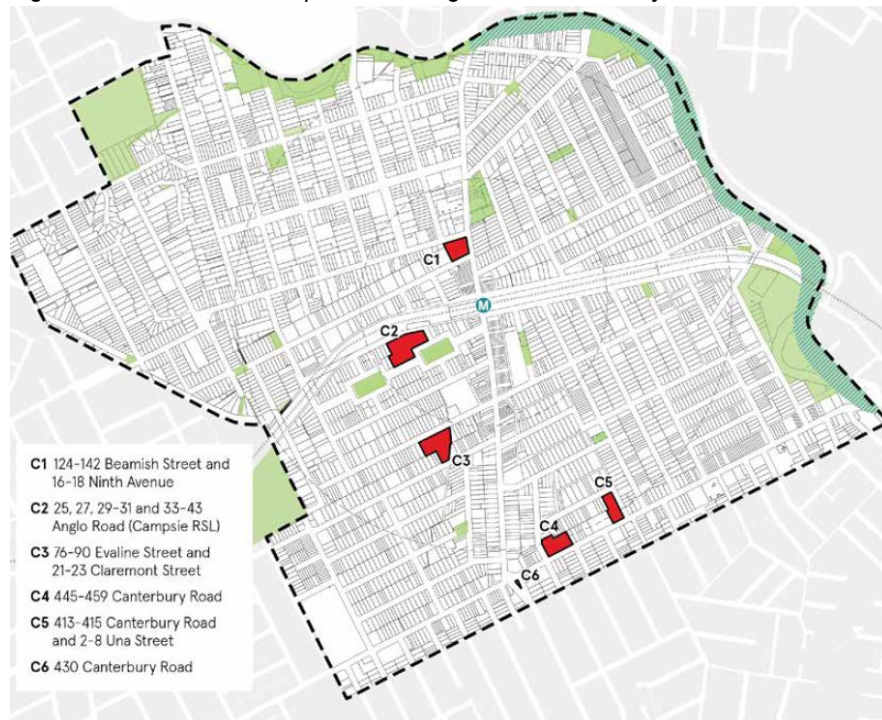 C1
M
C2
C3
C5
C4
C6
C1 124-142 Beamish Street and
16-18 Ninth Avenue
C2 25, 27, 29-31 and 33-43
Anglo Road (Campsie RSL)
C3 76-90 Evaline Street and
21-23 Claremont Street
C4 445-459 Canterbury Road
C5 413-415 Canterbury Road
and 2-8 Una Street
C6 430 Canterbury Road